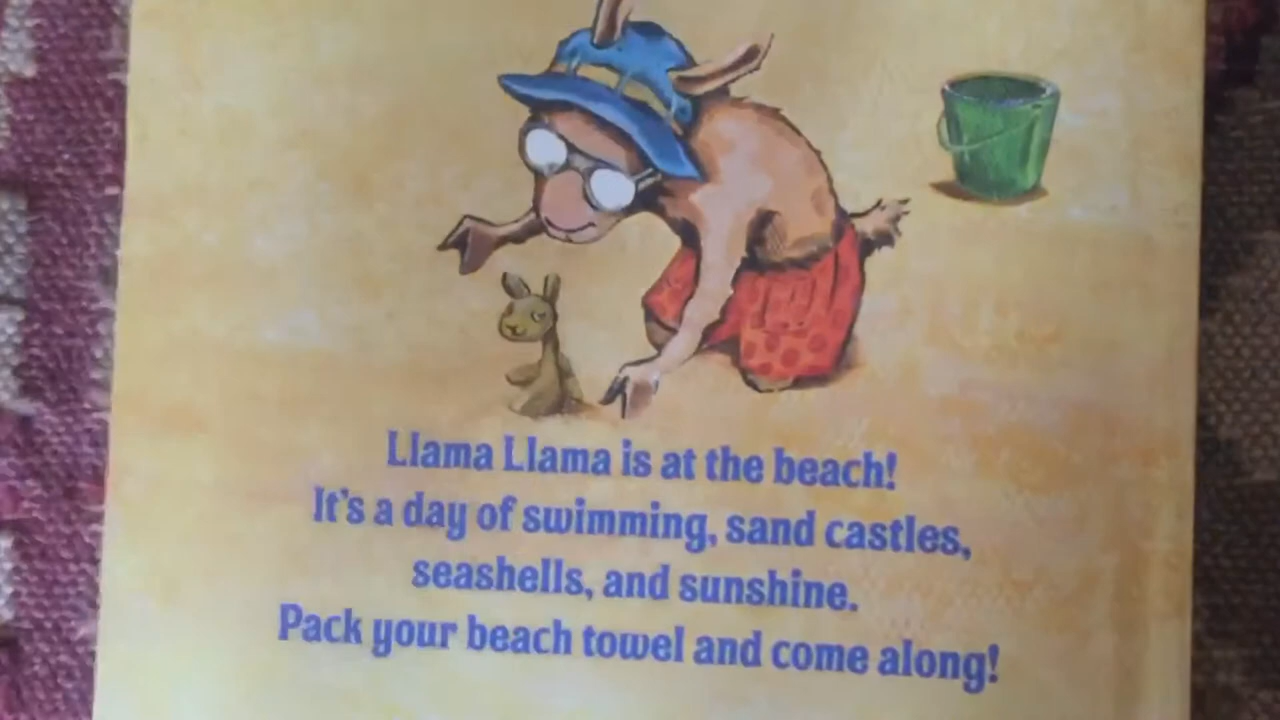 Llama Llama is at the beach!
It's a day of swimming, sand castles,
seashells, and sunshine.
Pack your beach towel and come along!